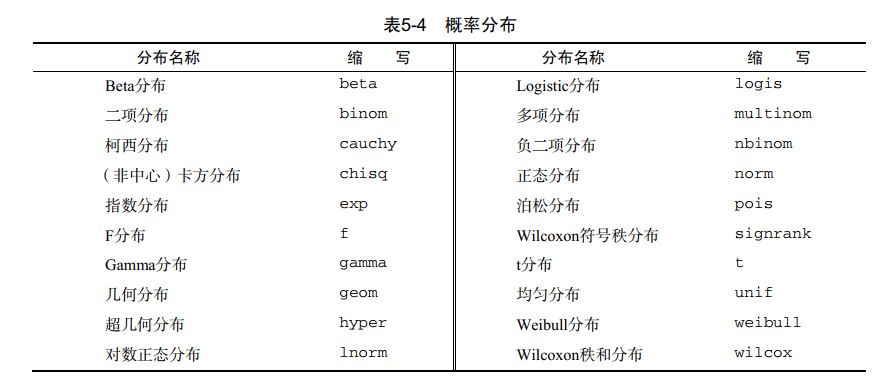 表5-4 概率分布
分布名称 缩 写 分布名称 缩 写
Beta分布 beta Logistic分布 logis
二项分布 binom 多项分布 multinom
柯西分布 cauchy 负二项分布 nbinom
（非中心）卡方分布 chisq 正态分布 norm
指数分布 exp 泊松分布 pois
F分布 f Wilcoxon符号秩分布 signrank
Gamma分布 gamma t分布 t
几何分布 geom 均匀分布 unif
超几何分布 hyper Weibull分布 weibull
对数正态分布 lnorm Wilcoxon秩和分布 wilcox